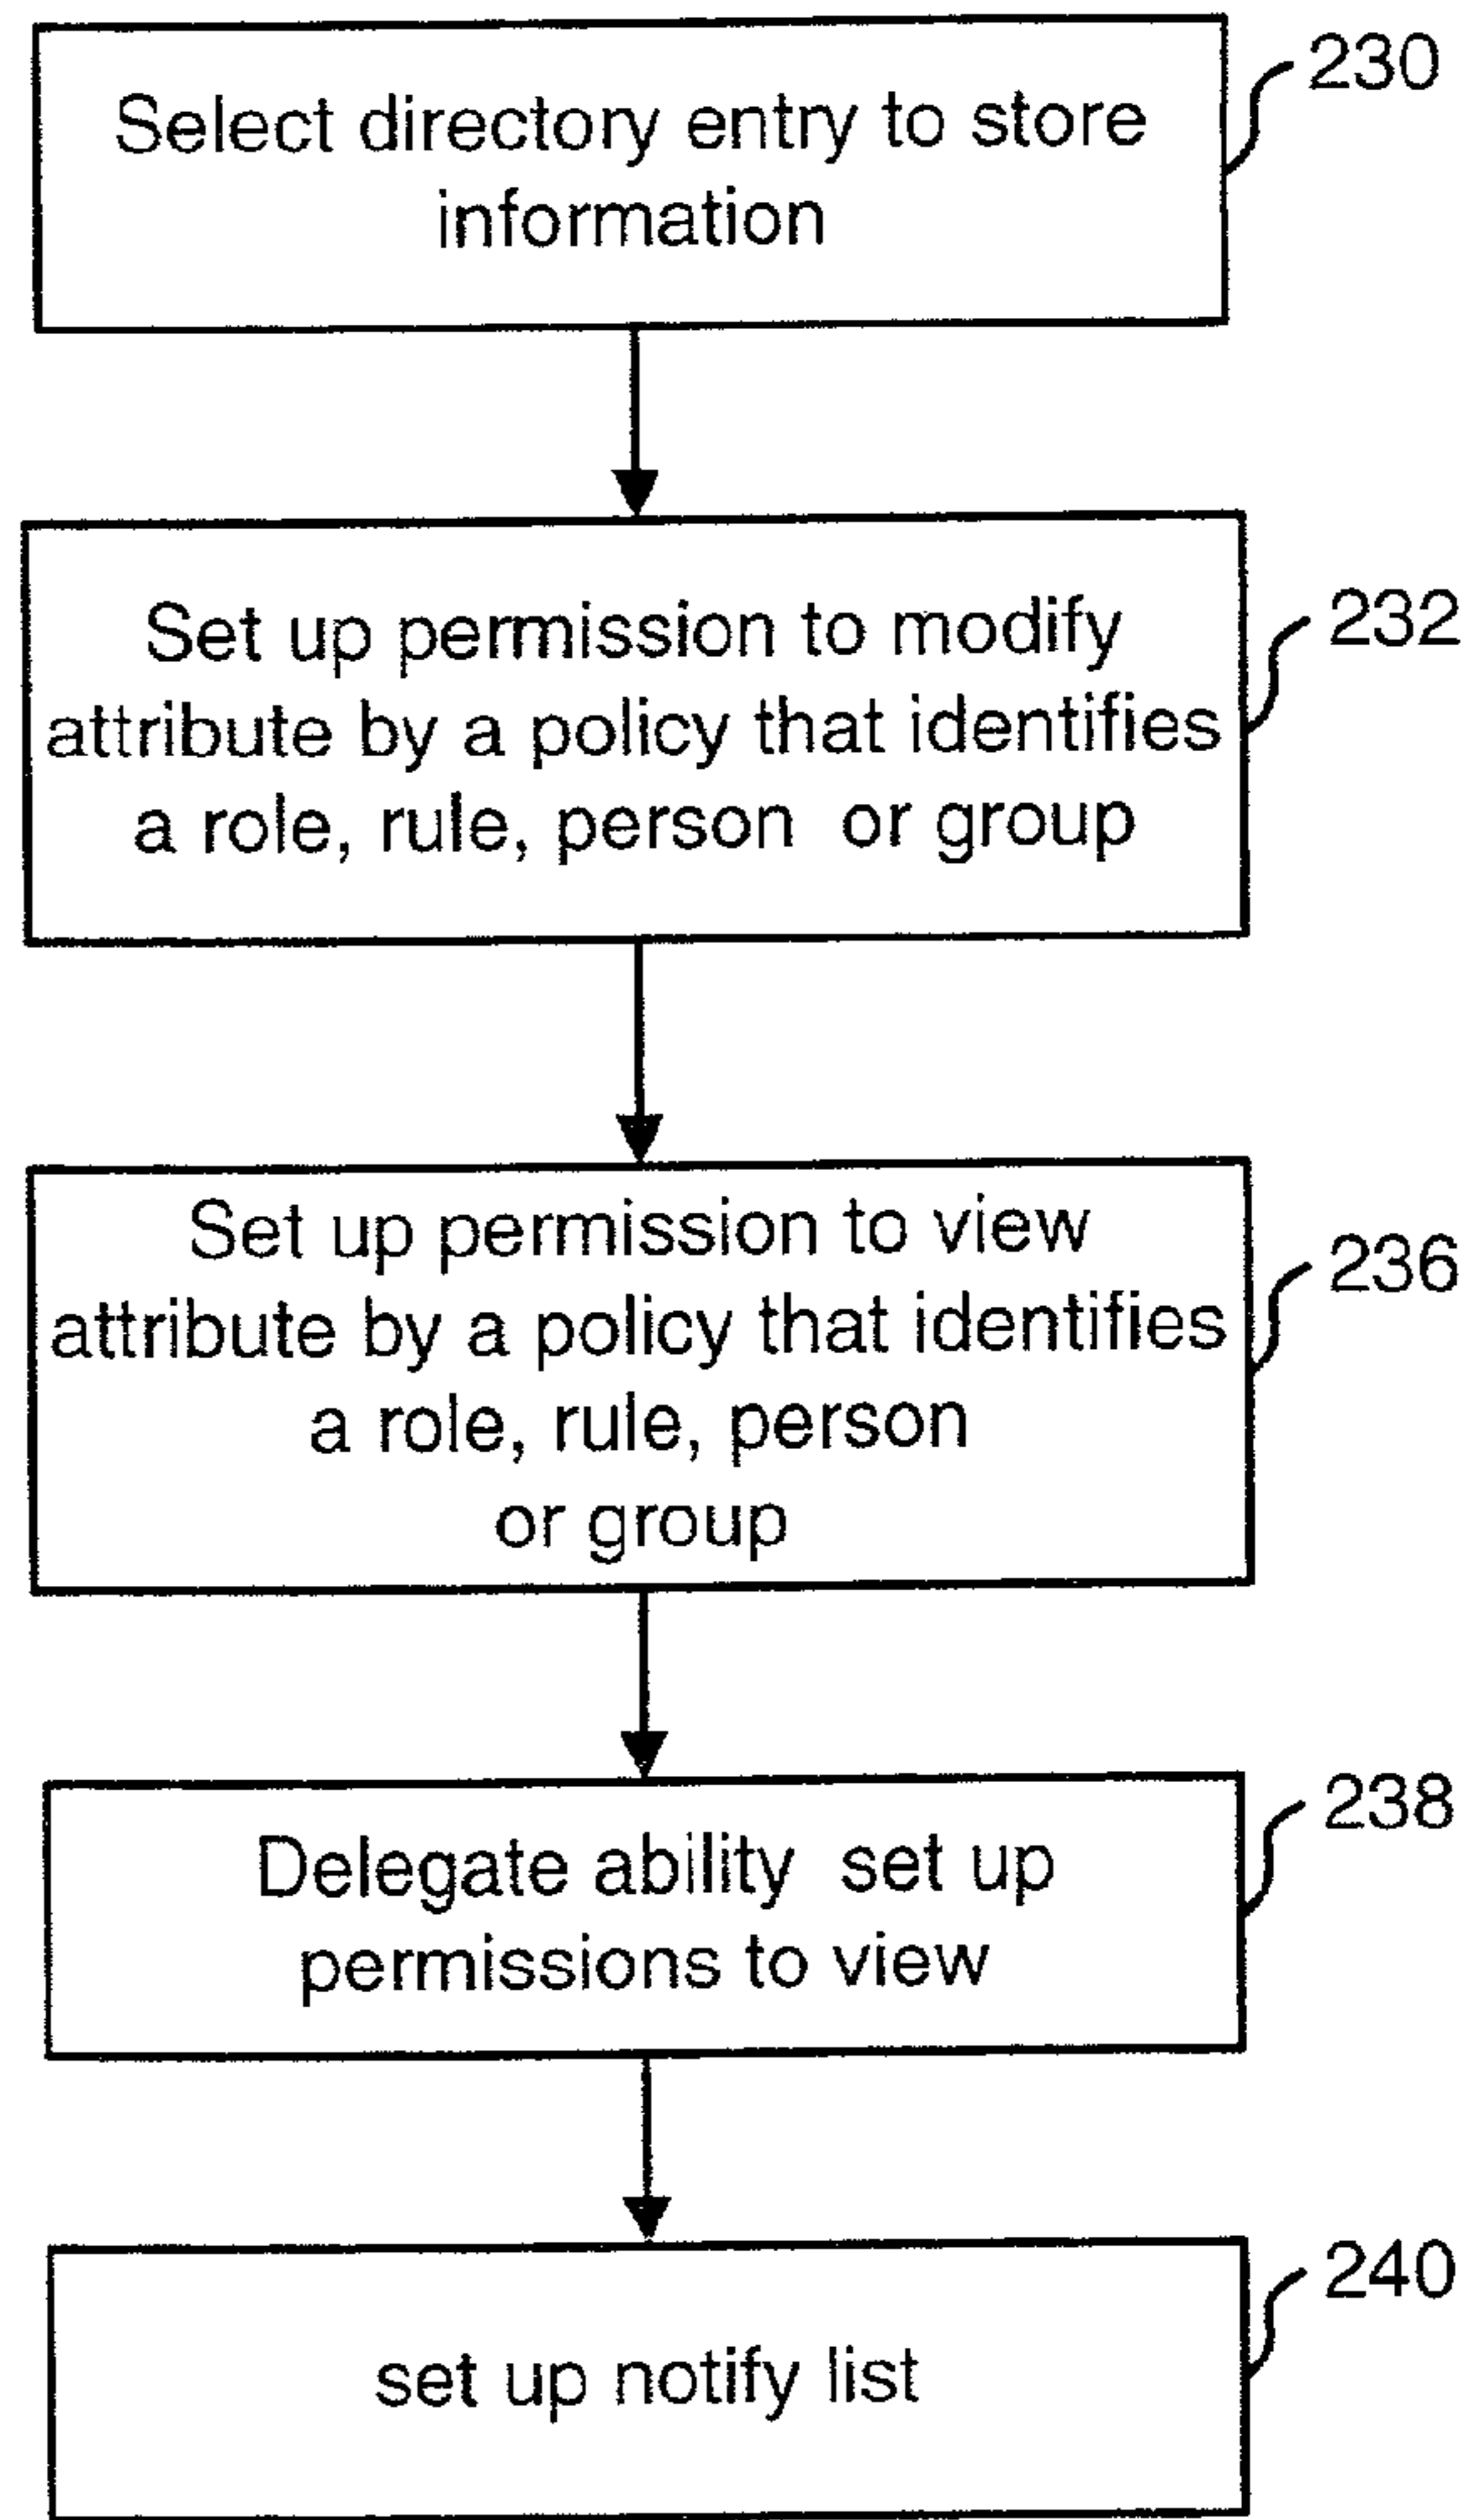 230
Select directory entry to store
information
232
Set up permission to modify
attribute by a policy that identifies
a role, rule, person or group
236
Set up permission to view
attribute by a policy that identifies
a role, rule, person
or group
238
Delegate ability set up
permissions to view
240
set up notify list